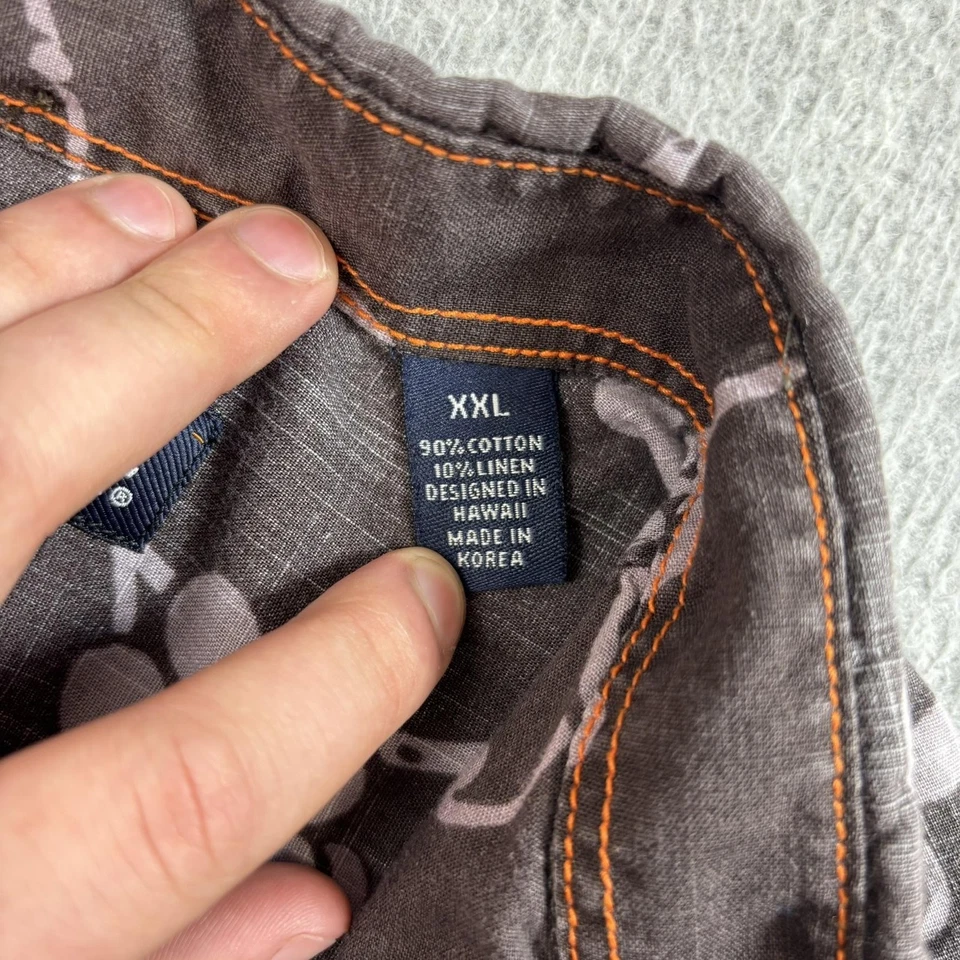 XXL
90% COTTON
10% LINEN
DESIGNED IN
HAWAII
MADE IN
KOREA
®